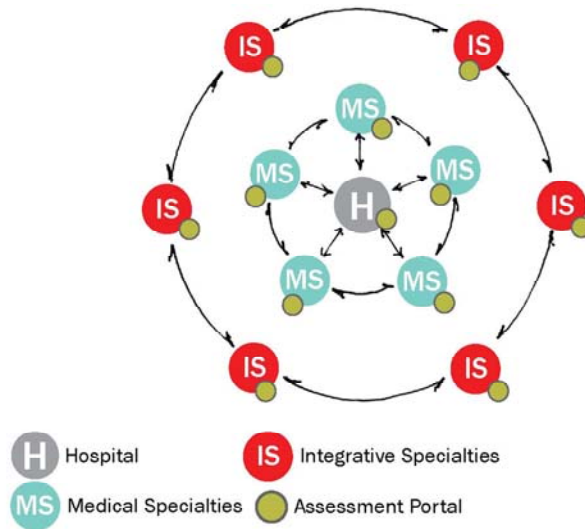 IS
IS
MS
MS
MS
IS
H
IS
MS
MS
IS
IS
H Hospital
IS Integrative Specialties
MS Medical Specialties
Assessment Portal